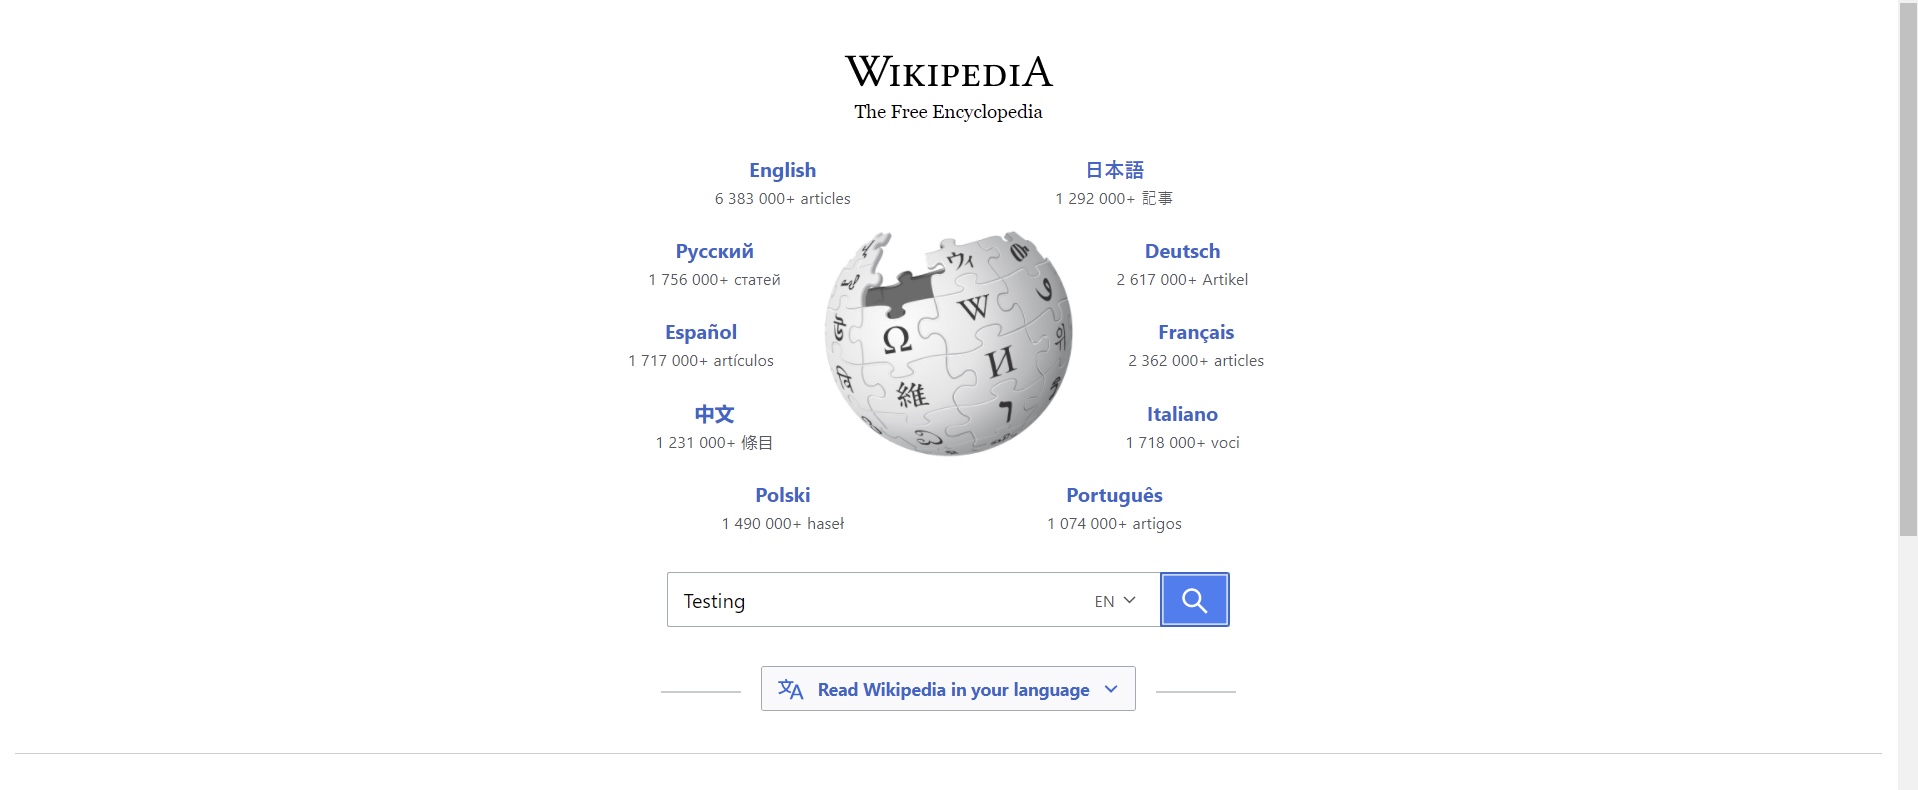 WIKIPEDIA
The Free Encyclopedia
English
6 383 000+ articles
日本語
1 292 000+ 記事
Русский
1 756 000+ статей
Deutsch
2 617 000+ Artikel
Español
1 717 000+ artículos
Français
2 362 000+ articles
中文
1 231 000+ 條目
Italiano
1 718 000+ voci
Polski
1 490 000+ haseł
Português
1 074 000+ artigos
ウィ
W
Ω
И
維
Testing
EN
Read Wikipedia in your language